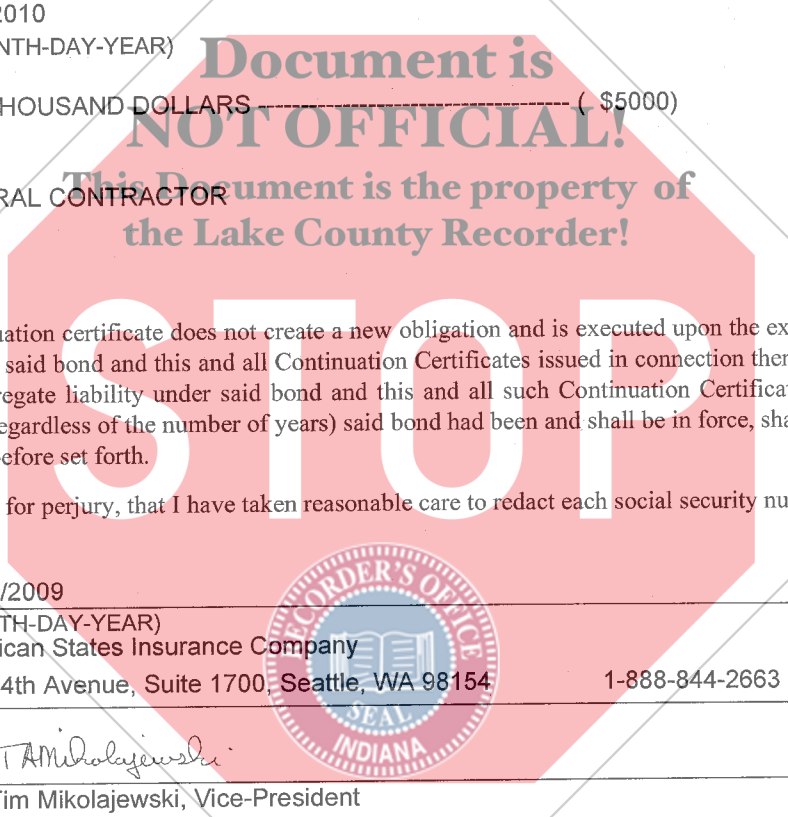 2010
NTH-DAY-YEAR)
Document is
HOUSAND DOLLARS ------------------------------------ ( $5000)
NOT OFFICIAL!
This Document is the property of
RAL CONTRACTOR
the Lake County Recorder!
STOP
uation certificate does not create a new obligation and is executed upon the ex
said bond and this and all Continuation Certificates issued in connection ther
regate liability under said bond and this and all such Continuation Certifica
egardless of the number of years) said bond had been and shall be in force, sha
efore set forth.
for perjury, that I have taken reasonable care to redact each social security nu
/2009
TH-DAY-YEAR)
ican States Insurance Company
4th Avenue, Suite 1700, Seattle, WA 98154 1-888-844-2663
RECORDER'S OFFICE
SEAL
INDIANA
TAMikolajewski
Tim Mikolajewski, Vice-President